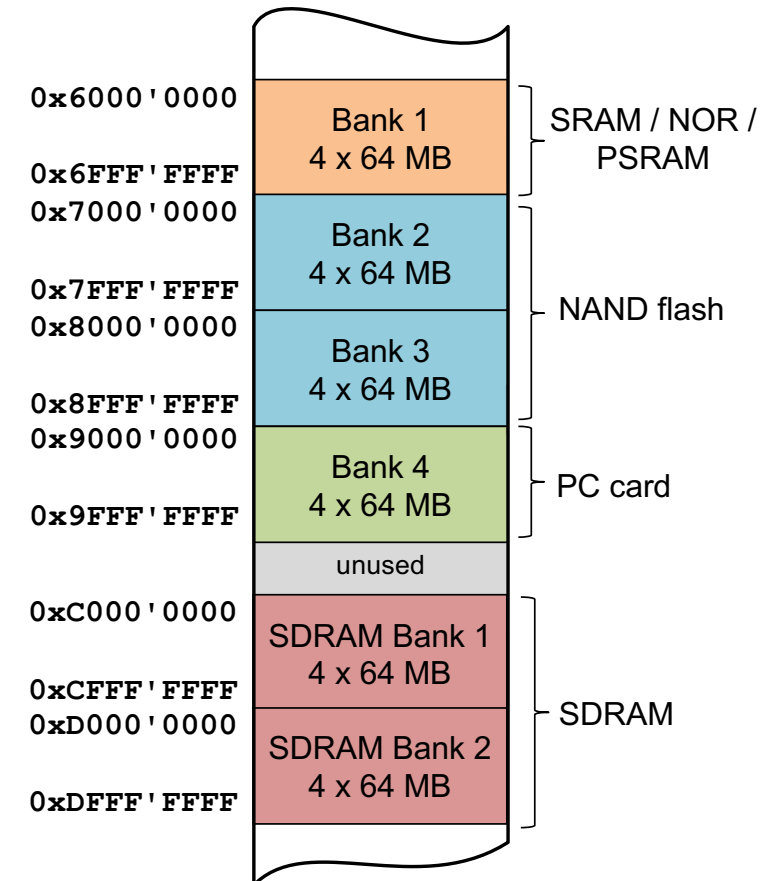 0x6000'0000
Bank 1
4 x 64 MB
SRAM / NOR /
PSRAM
0x6FFF'FFFF
0x7000'0000
Bank 2
4 x 64 MB
0x7FFF'FFFF
NAND flash
0x8000'0000
Bank 3
4 x 64 MB
0x8FFF'FFFF
0x9000'0000
Bank 4
4 x 64 MB
PC card
0x9FFF'FFFF
unused
0xC000'0000
SDRAM Bank 1
4 x 64 MB
0xCFFF'FFFF
SDRAM
0xD000'0000
SDRAM Bank 2
4 x 64 MB
0xDFFF'FFFF